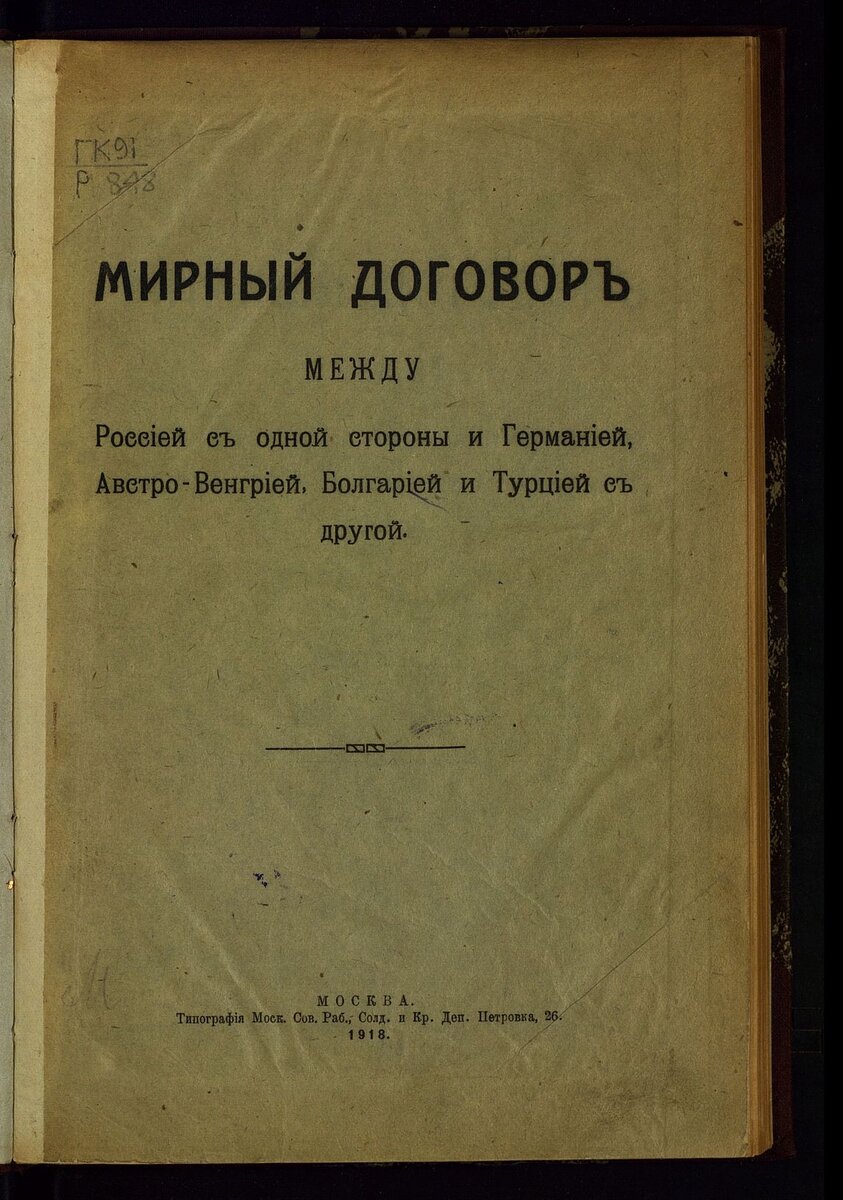 ГК91
Р 848
МИРНЫЙ ДОГОВОРЪ
МЕЖДУ
Россіей съ одной стороны и Германіей,
Австро-Венгріей, Болгаріей и Турціей съ
другой.
МОСКВА.
Типографія Моск. Сов. Раб., Солд. и Кр. Деп. Петровка, 26.
1918.